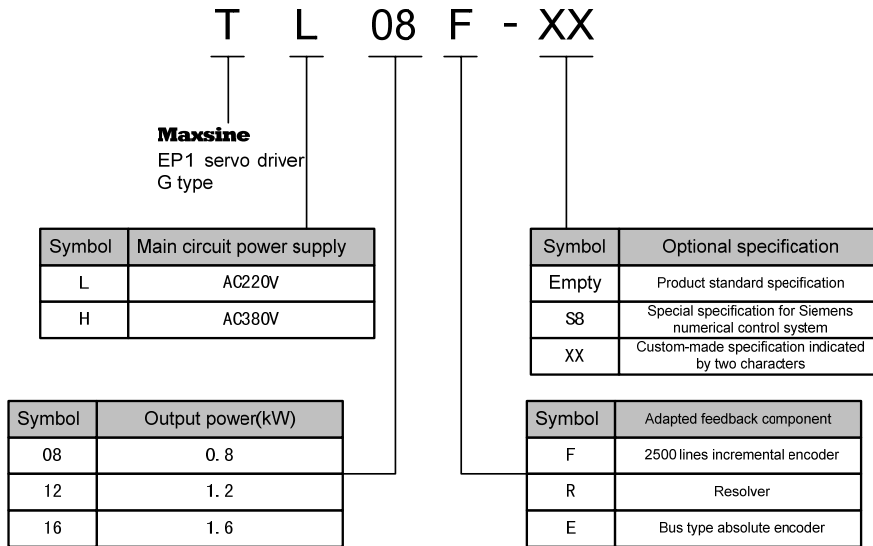 T L 08 F - XX
Maxsine
EP1 servo driver
G type
Symbol Main circuit power supply
L AC220V
H AC380V
Symbol Optional specification
Empty Product standard specification
S8 Special specification for Siemens
numerical control system
XX Custom-made specification indicated
by two characters
Symbol Output power(kW)
08 0.8
12 1.2
16 1.6
Symbol Adapted feedback component
F 2500 lines incremental encoder
R Resolver
E Bus type absolute encoder